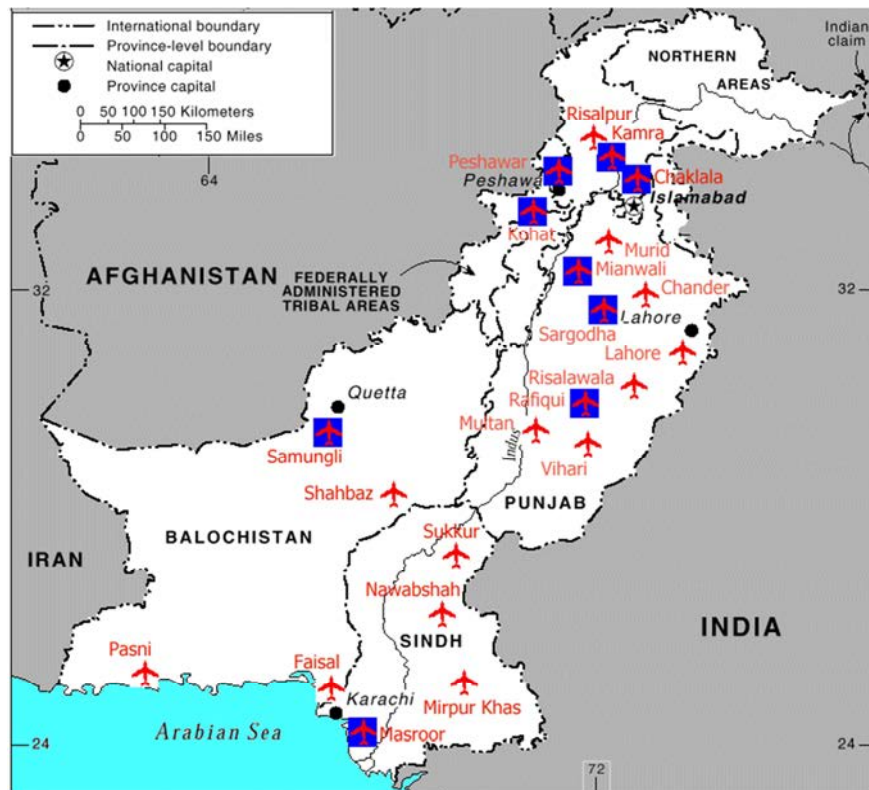 International boundary
Province-level boundary
National capital
Province capital
0 50 100 150 Kilometers
0 50 100 150 Miles
Indian
claim
NORTHERN
AREAS
64
Risalpur
Kamra
Peshawar
Peshawa
Chaklala
Islamabad
Kohat
Murid
AFGHANISTAN
FEDERALLY
ADMINISTERED
TRIBAL AREAS
Mianwali
Chander
32
32
Sargodha
Lahore
Lahore
Risalawala
Rafiqui
Quetta
Multan
Indus
Vihari
Samungli
Shahbaz
PUNJAB
BALOCHISTAN
Sukkur
IRAN
Nawabshah
INDIA
SINDH
Pasni
Faisal
Karachi
Mirpur Khas
Arabian Sea
Masroor
24
24
72